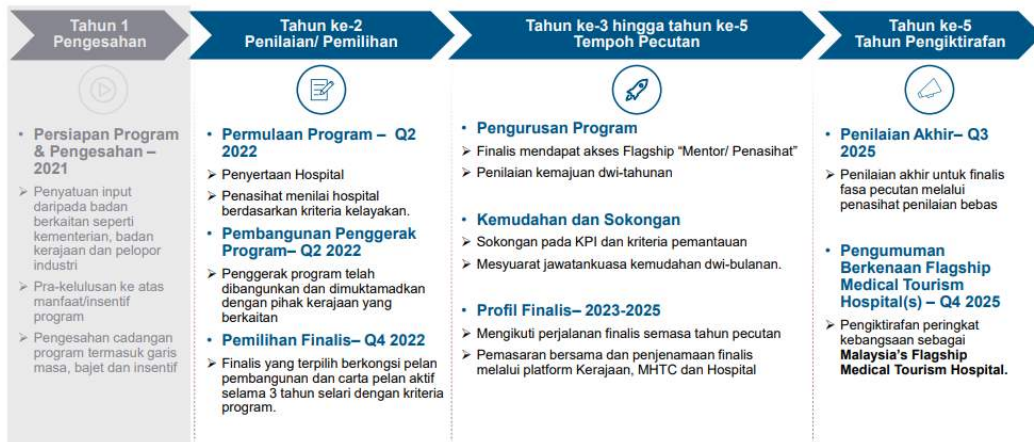 Tahun 1
Pengesahan
Tahun ke-2
Penilaian/ Pemilihan
Tahun ke-3 hingga tahun ke-5
Tempoh Pecutan
Tahun ke-5
Tahun Pengiktirafan
• Persiapan Program
& Pengesahan –
2021
➢ Penyatuan input
daripada badan
berkaitan seperti
kementerian, badan
kerajaan dan pelopor
industri
➢ Pra-kelulusan ke atas
manfaat/insentif
program
➢ Pengesahan cadangan
program termasuk garis
masa, bajet dan insentif
• Permulaan Program – Q2
2022
➢ Penyertaan Hospital
➢ Penasihat menilai hospital
berdasarkan kriteria kelayakan.
• Pembangunan Penggerak
Program– Q2 2022
➢ Penggerak program telah
dibangunkan dan dimuktamadkan
dengan pihak kerajaan yang
berkaitan
• Pemilihan Finalis– Q4 2022
➢ Finalis yang terpilih berkongsi pelan
pembangunan dan carta pelan aktif
selama 3 tahun selari dengan kriteria
program.
• Pengurusan Program
➢ Finalis mendapat akses Flagship “Mentor/ Penasihat”
➢ Penilaian kemajuan dwi-tahunan
• Kemudahan dan Sokongan
➢ Sokongan pada KPI dan kriteria pemantauan
➢ Mesyuarat jawatankuasa kemudahan dwi-bulanan.
• Profil Finalis– 2023-2025
➢ Mengikuti perjalanan finalis semasa tahun pecutan
➢ Pemasaran bersama dan penjenamaan finalis
melalui platform Kerajaan, MHTC dan Hospital
• Penilaian Akhir– Q3
2025
➢ Penilaian akhir untuk finalis
fasa pecutan melalui
penasihat penilaian bebas
• Pengumuman
Berkenaan Flagship
Medical Tourism
Hospital(s) – Q4 2025
➢ Pengiktirafan peringkat
kebangsaan sebagai
Malaysia’s Flagship
Medical Tourism Hospital.